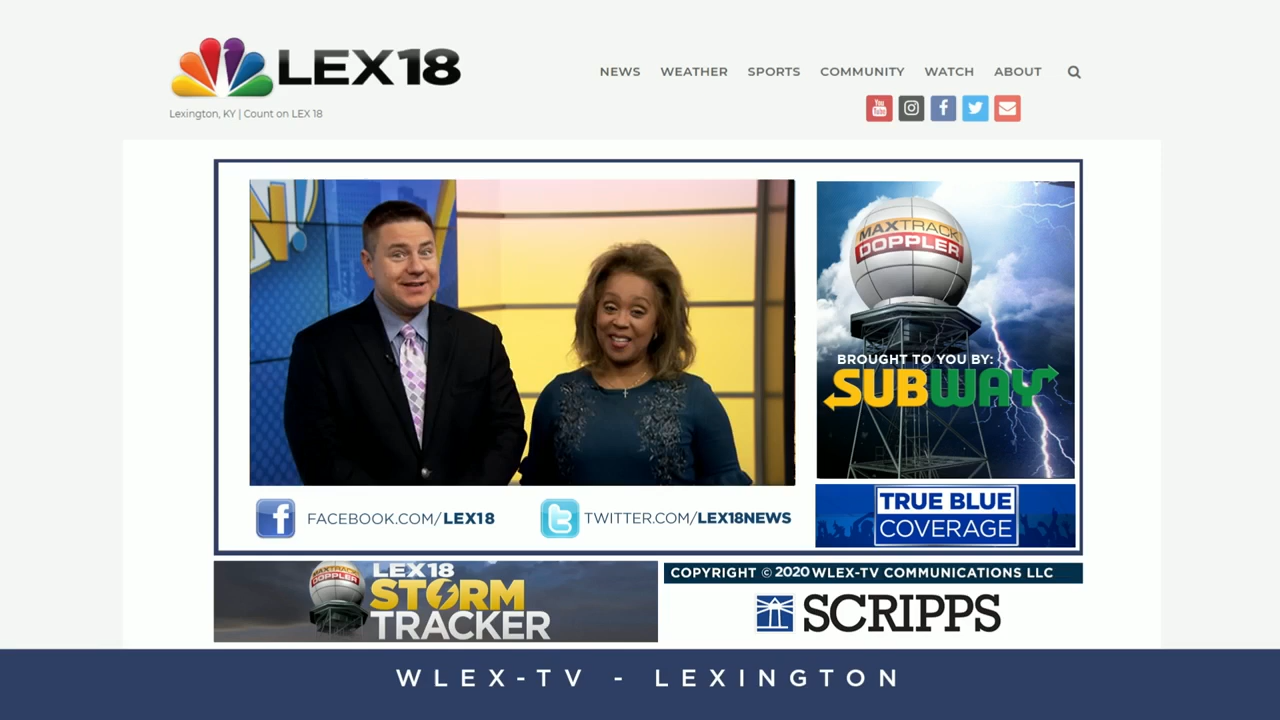 LEX18
NEWS WEATHER SPORTS COMMUNITY WATCH ABOUT
Lexington, KY | Count on LEX 18
You
Tube
MAXTRACK
DOPPLER
BROUGHT TO YOU BY:
SUBWAY
FACEBOOK.COM/LEX18
TWITTER.COM/LEX18NEWS
TRUE BLUE
COVERAGE
MAXTRACK
DOPPLER
LEX18
STORM
TRACKER
COPYRIGHT © 2020 WLEX-TV COMMUNICATIONS LLC
SCRIPPS
WLEX-TV - LEXINGTON